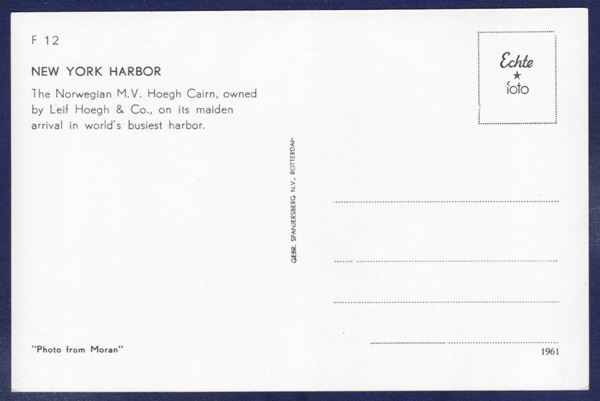 F 12
NEW YORK HARBOR
The Norwegian M.V. Hoegh Cairn, owned
by Leif Hoegh & Co., on its maiden
arrival in world's busiest harbor.
"Photo from Moran"
GEBR. SPANJERSBERG N.V., ROTTERDAM
Echte
foto
1961